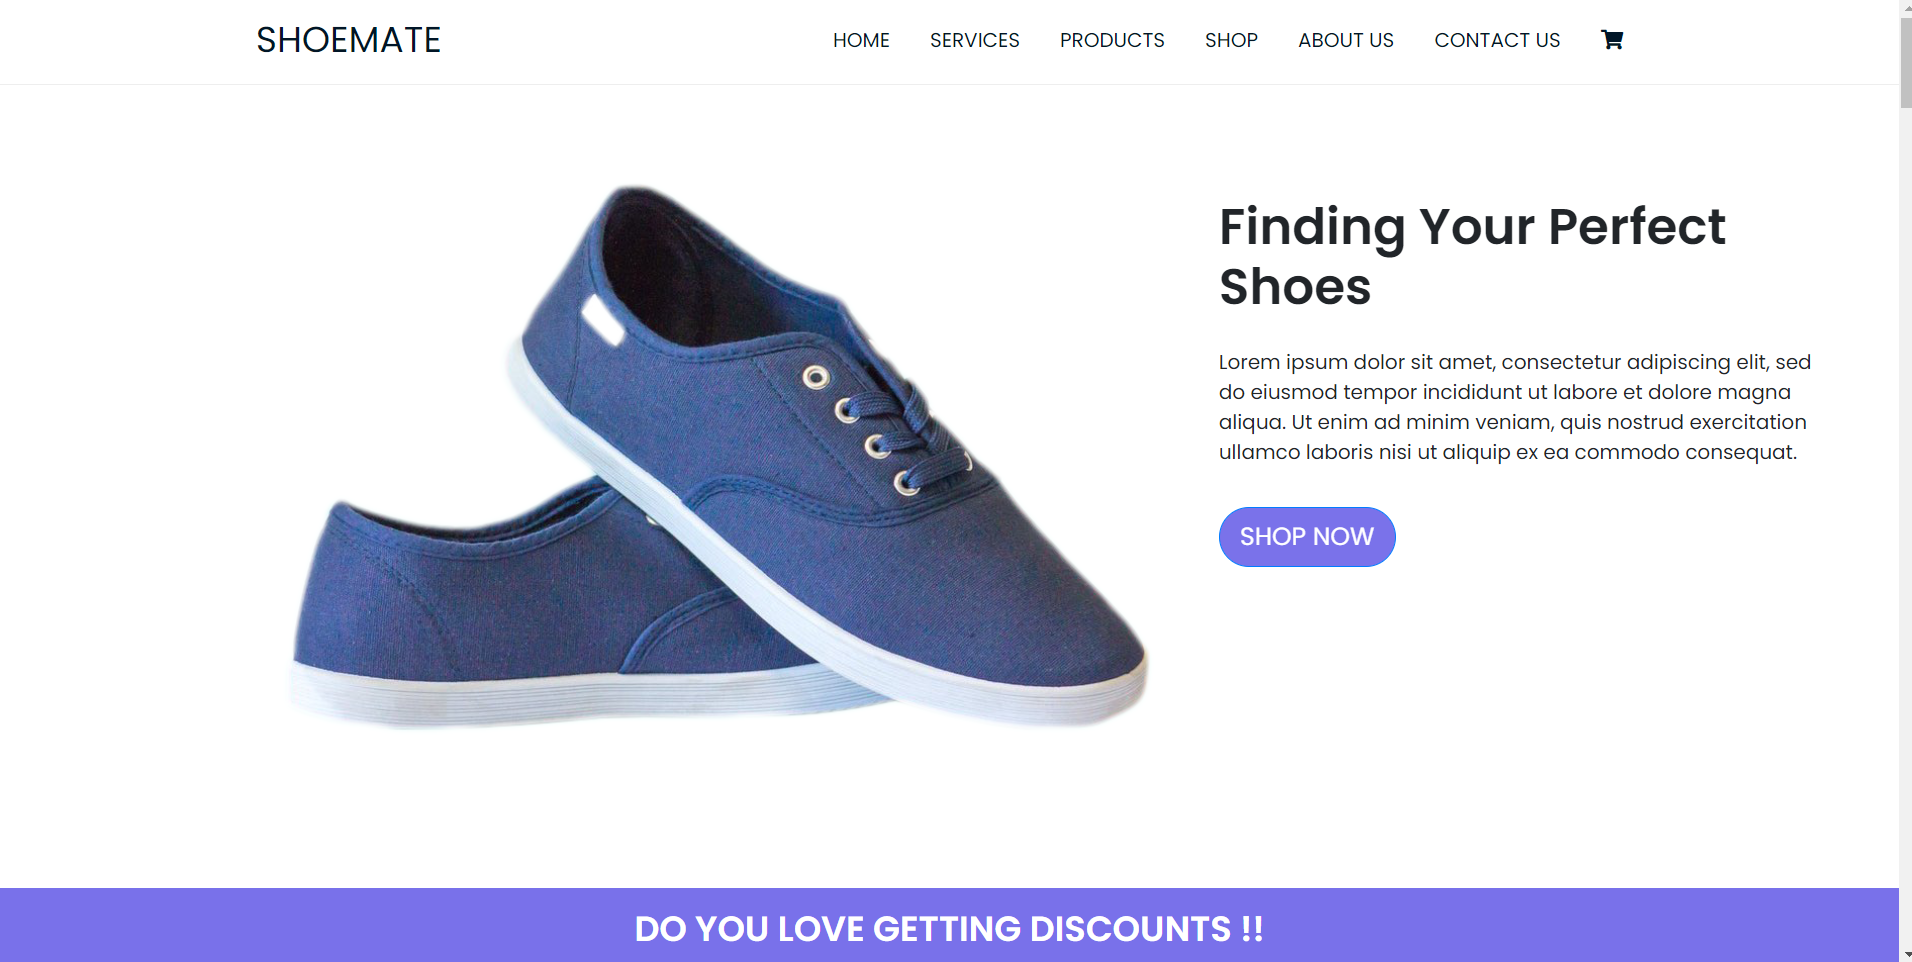 SHOEMATE
HOME SERVICES PRODUCTS SHOP ABOUT US CONTACT US
Finding Your Perfect
Shoes
Lorem ipsum dolor sit amet, consectetur adipiscing elit, sed
do eiusmod tempor incididunt ut labore et dolore magna
aliqua. Ut enim ad minim veniam, quis nostrud exercitation
ullamco laboris nisi ut aliquip ex ea commodo consequat.
SHOP NOW
DO YOU LOVE GETTING DISCOUNTS !!